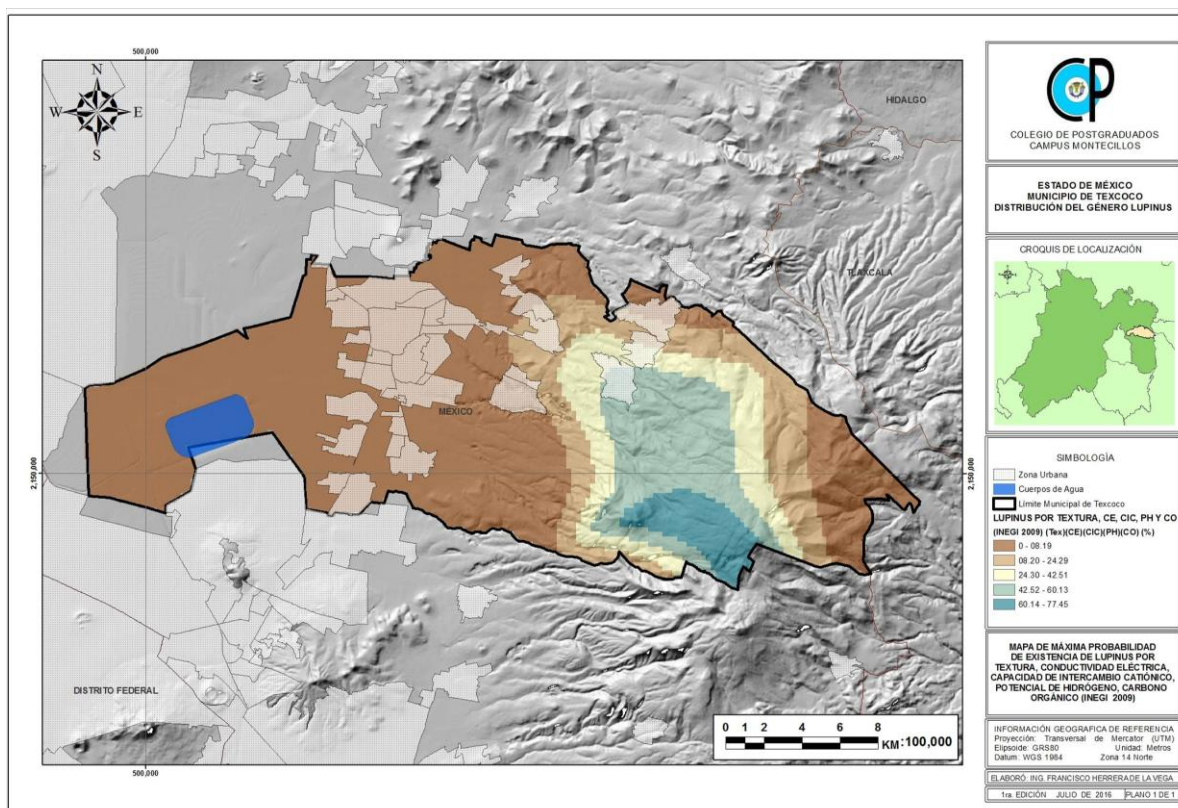 500,000
N
W E
S
HIDALGO
TLAXCALA
MÉXICO
2,150,000
2,150,000
DISTRITO FEDERAL
0 1 2 4 6 8
KM :100,000
500,000
CP
COLEGIO DE POSTGRADUADOS
CAMPUS MONTECILLOS
ESTADO DE MÉXICO
MUNICIPIO DE TEXCOCO
DISTRIBUCIÓN DEL GÉNERO LUPINUS
CROQUIS DE LOCALIZACIÓN
SIMBOLOGÌA
Zona Urbana
Cuerpos de Agua
Límite Municipal de Texcoco
LUPINUS POR TEXTURA, CE, CIC, PH Y CO
(INEGI 2009) (Tex)(CE)(CIC)(PH)(CO) (%)
0 - 08.19
08.20 - 24.29
24.30 - 42.51
42.52 - 60.13
60.14 - 77.45
MAPA DE MÁXIMA PROBABILIDAD
DE EXISTENCIA DE LUPINUS POR
TEXTURA, CONDUCTIVIDAD ELÉCTRICA,
CAPACIDAD DE INTERCAMBIO CATIÓNICO,
POTENCIAL DE HIDRÓGENO, CARBONO
ORGÁNICO (INEGI 2009)
INFORMACIÓN GEOGRAFICA DE REFERENCIA
Proyección: Transversal de Mercator (UTM)
Elipsoide: GRS80 Unidad: Metros
Datum: WGS 1984 Zona 14 Norte
ELABORÓ: ING. FRANCISCO HERRERA DE LA VEGA
1ra. EDICIÓN JULIO DE 2016 PLANO 1 DE 1